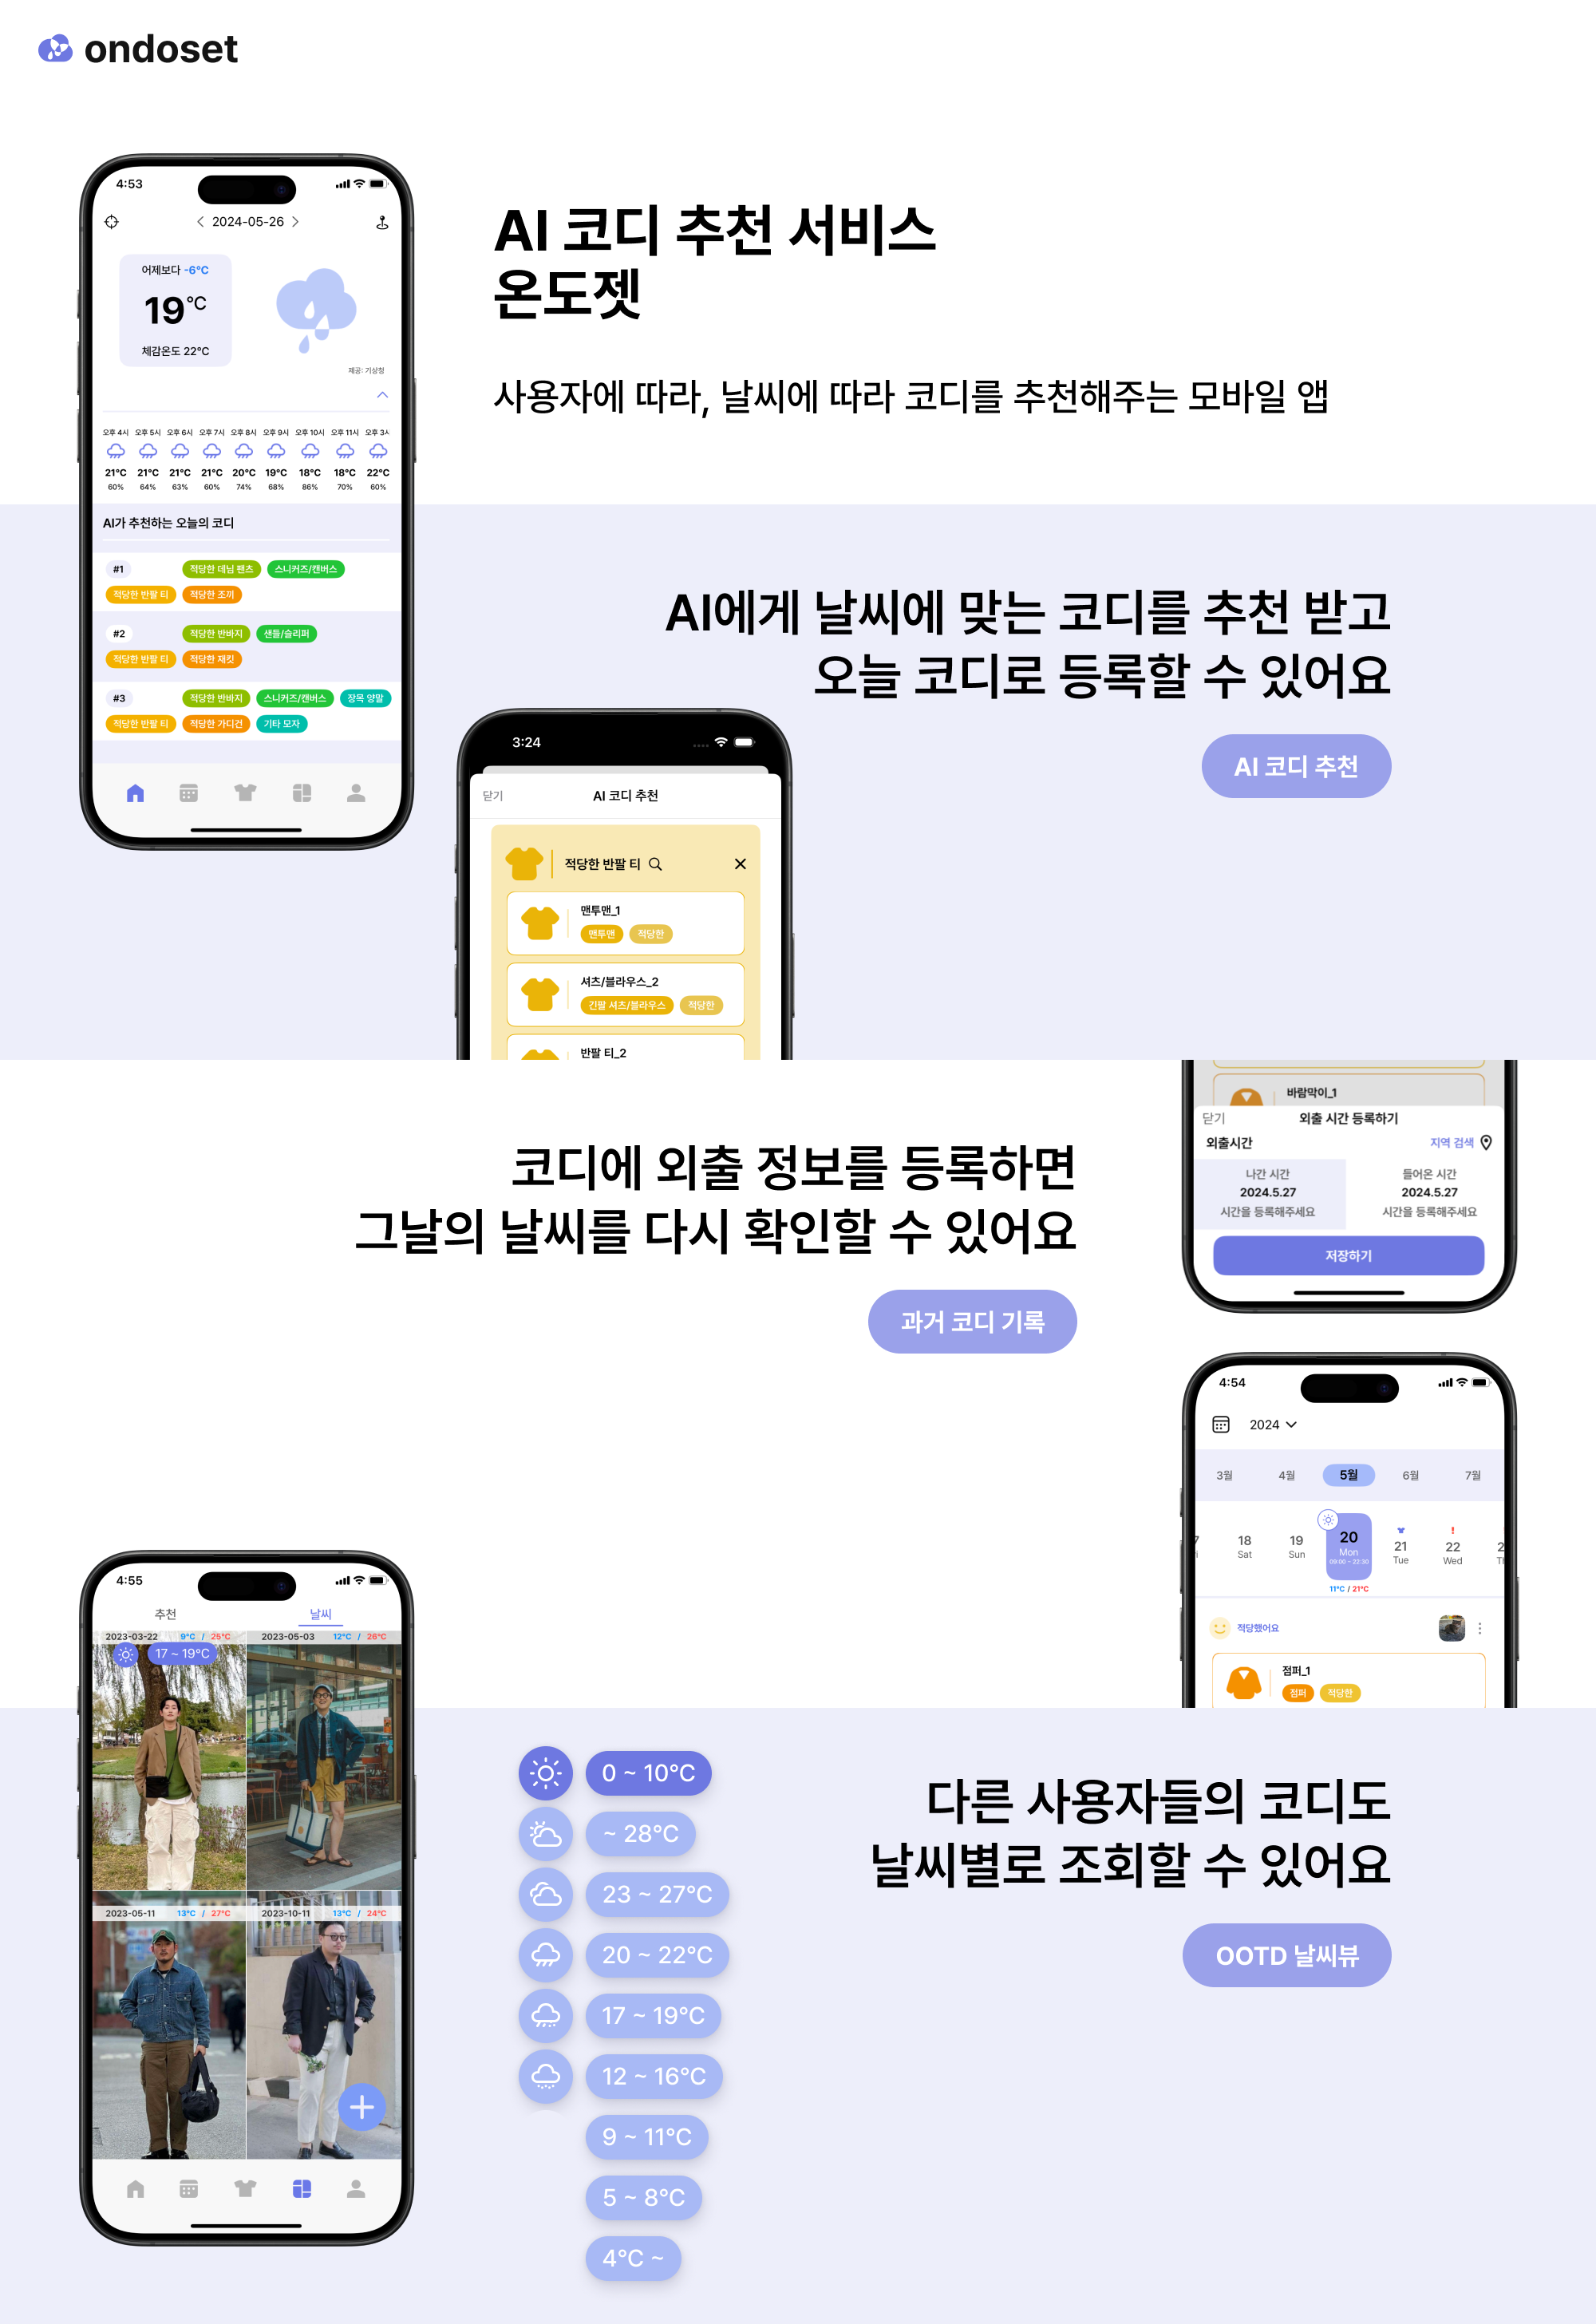 ondoset
4:53
2024-05-26
어제보다 -6°C
19°C
체감온도 22°C
제공: 기상청
오후 4시 오후 5시 오후 6시 오후 7시 오후 8시 오후 9시 오후 10시 오후 11시 오후 3시
21°C 21°C 21°C 21°C 20°C 19°C 18°C 18°C 22°C
60% 64% 63% 60% 74% 68% 86% 70% 60%
AI가 추천하는 오늘의 코디
#1 적당한 데님 팬츠 스니커즈/캔버스
적당한 반팔 티 적당한 조끼
#2 적당한 반바지 샌들/슬리퍼
적당한 반팔 티 적당한 재킷
#3 적당한 반바지 스니커즈/캔버스 장목 양말
적당한 반팔 티 적당한 가디건 기타 모자
AI 코디 추천 서비스
온도젯
사용자에 따라, 날씨에 따라 코디를 추천해주는 모바일 앱
AI에게 날씨에 맞는 코디를 추천 받고
오늘 코디로 등록할 수 있어요
AI 코디 추천
3:24
닫기 AI 코디 추천
적당한 반팔 티
맨투맨_1
맨투맨 적당한
셔츠/블라우스_2
긴팔 셔츠/블라우스 적당한
반팔 티_2
코디에 외출 정보를 등록하면
그날의 날씨를 다시 확인할 수 있어요
과거 코디 기록
바람막이_1
닫기 외출 시간 등록하기
외출시간 지역 검색
나간 시간 들어온 시간
2024.5.27 2024.5.27
시간을 등록해주세요 시간을 등록해주세요
저장하기
4:54
2024
3월 4월 5월 6월 7월
18 19 20 21 22
Sat Sun Mon Tue Wed
09:00 ~ 22:30
11°C / 21°C
적당했어요
점퍼_1
점퍼 적당한
4:55
추천 날씨
2023-03-22 9°C / 25°C 2023-05-03 12°C / 26°C
17 ~ 19°C
2023-05-11 13°C / 27°C 2023-10-11 13°C / 24°C
0 ~ 10°C
~ 28°C
23 ~ 27°C
20 ~ 22°C
17 ~ 19°C
12 ~ 16°C
9 ~ 11°C
5 ~ 8°C
4°C ~
다른 사용자들의 코디도
날씨별로 조회할 수 있어요
OOTD 날씨뷰